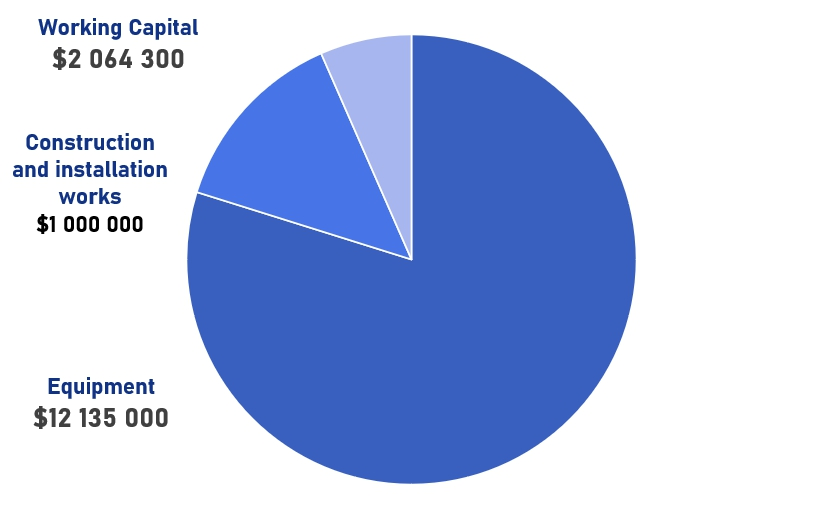 Working Capital
$2 064 300
Construction
and installation
works
$1 000 000
Equipment
$12 135 000